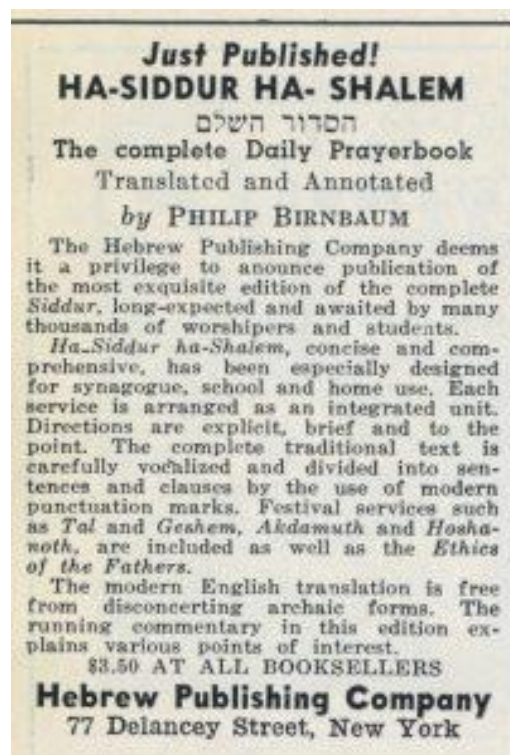 Just Published!
HA-SIDDUR HA- SHALEM
הסדור השלם
The complete Daily Prayerbook
Translated and Annotated
by PHILIP BIRNBAUM
The Hebrew Publishing Company deems
it a privilege to anounce publication of
the most exquisite edition of the complete
Siddur, long-expected and awaited by many
thousands of worshipers and students.
Ha-Siddur ha-Shalem, concise and com-
prehensive, has been especially designed
for synagogue, school and home use. Each
service is arranged as an integrated unit.
Directions are explicit, brief and to the
point. The complete traditional text is
carefully vocalized and divided into sen-
tences and clauses by the use of modern
punctuation marks. Festival services such
as Tal and Geshem, Akdamuth and Hosha-
noth, are included as well as the Ethics
of the Fathers.
The modern English translation is free
from disconcerting archaic forms. The
running commentary in this edition ex-
plains various points of interest.
$3.50 AT ALL BOOKSELLERS
Hebrew Publishing Company
77 Delancey Street, New York